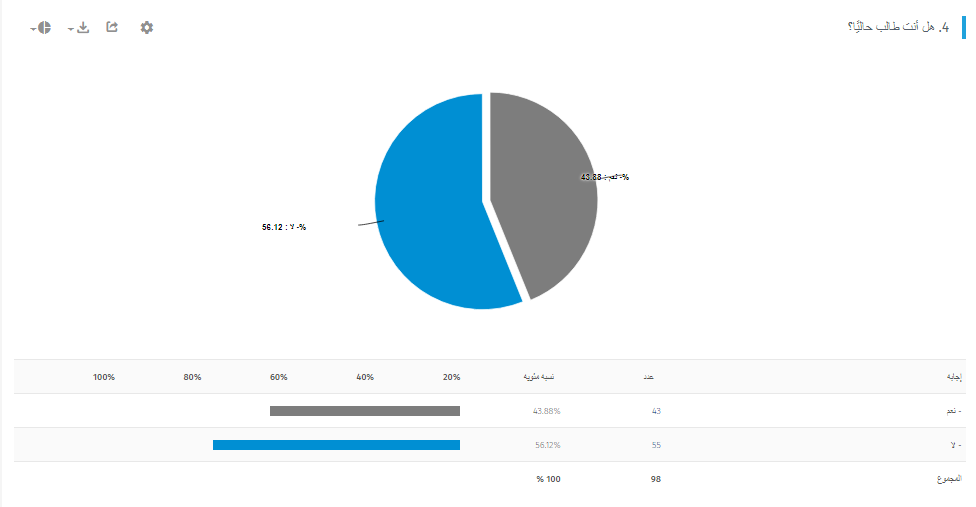 4. هل أنت طالب حاليًا؟
%- نعم : 43.88
%- لا : 56.12
إجابة عدد نسبة مئوية 20% 40% 60% 80% 100%
- نعم 43 43.88%
- لا 55 56.12%
المجموع 98 100 %